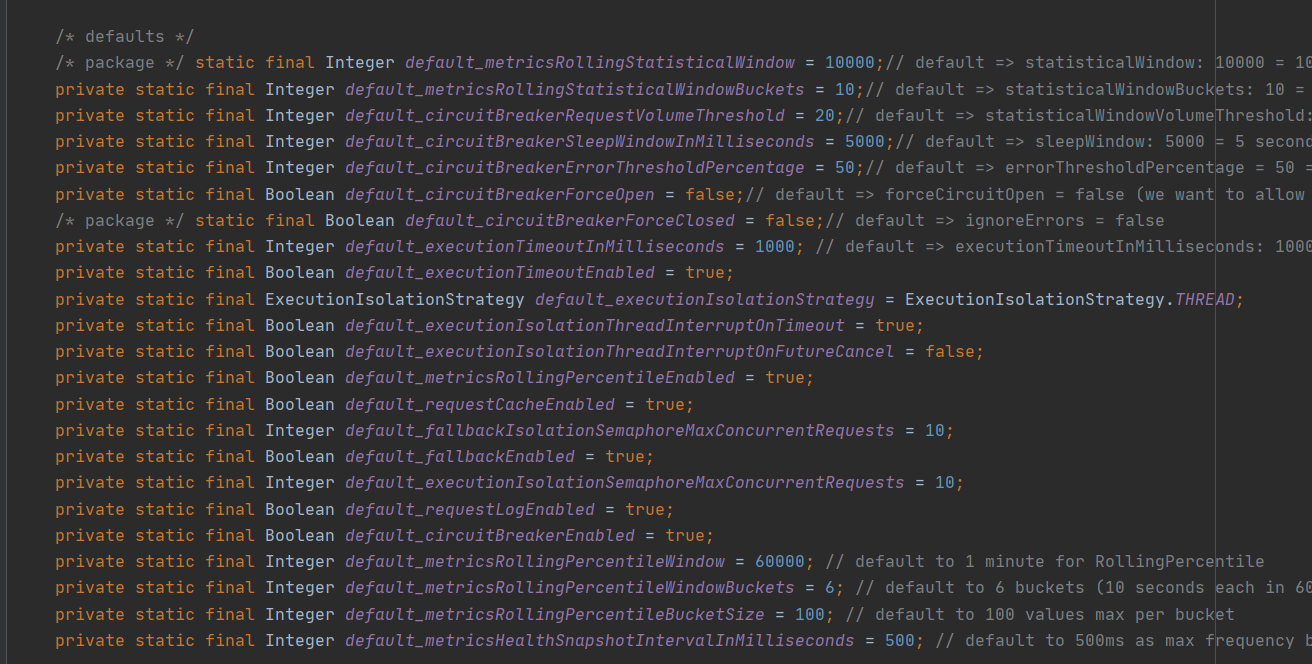 /* defaults */
/* package */ static final Integer default_metricsRollingStatisticalWindow = 10000;// default => statisticalWindow: 10000 = 10
private static final Integer default_metricsRollingStatisticalWindowBuckets = 10;// default => statisticalWindowBuckets: 10 =
private static final Integer default_circuitBreakerRequestVolumeThreshold = 20;// default => statisticalWindowVolumeThreshold:
private static final Integer default_circuitBreakerSleepWindowInMilliseconds = 5000;// default => sleepWindow: 5000 = 5 second
private static final Integer default_circuitBreakerErrorThresholdPercentage = 50;// default => errorThresholdPercentage = 50 =
private static final Boolean default_circuitBreakerForceOpen = false;// default => forceCircuitOpen = false (we want to allow
/* package */ static final Boolean default_circuitBreakerForceClosed = false;// default => ignoreErrors = false
private static final Integer default_executionTimeoutInMilliseconds = 1000; // default => executionTimeoutInMilliseconds: 1000
private static final Boolean default_executionTimeoutEnabled = true;
private static final ExecutionIsolationStrategy default_executionIsolationStrategy = ExecutionIsolationStrategy.THREAD;
private static final Boolean default_executionIsolationThreadInterruptOnTimeout = true;
private static final Boolean default_executionIsolationThreadInterruptOnFutureCancel = false;
private static final Boolean default_metricsRollingPercentileEnabled = true;
private static final Boolean default_requestCacheEnabled = true;
private static final Integer default_fallbackIsolationSemaphoreMaxConcurrentRequests = 10;
private static final Boolean default_fallbackEnabled = true;
private static final Integer default_executionIsolationSemaphoreMaxConcurrentRequests = 10;
private static final Boolean default_requestLogEnabled = true;
private static final Boolean default_circuitBreakerEnabled = true;
private static final Integer default_metricsRollingPercentileWindow = 60000; // default to 1 minute for RollingPercentile
private static final Integer default_metricsRollingPercentileWindowBuckets = 6; // default to 6 buckets (10 seconds each in 60
private static final Integer default_metricsRollingPercentileBucketSize = 100; // default to 100 values max per bucket
private static final Integer default_metricsHealthSnapshotIntervalInMilliseconds = 500; // default to 500ms as max frequency b